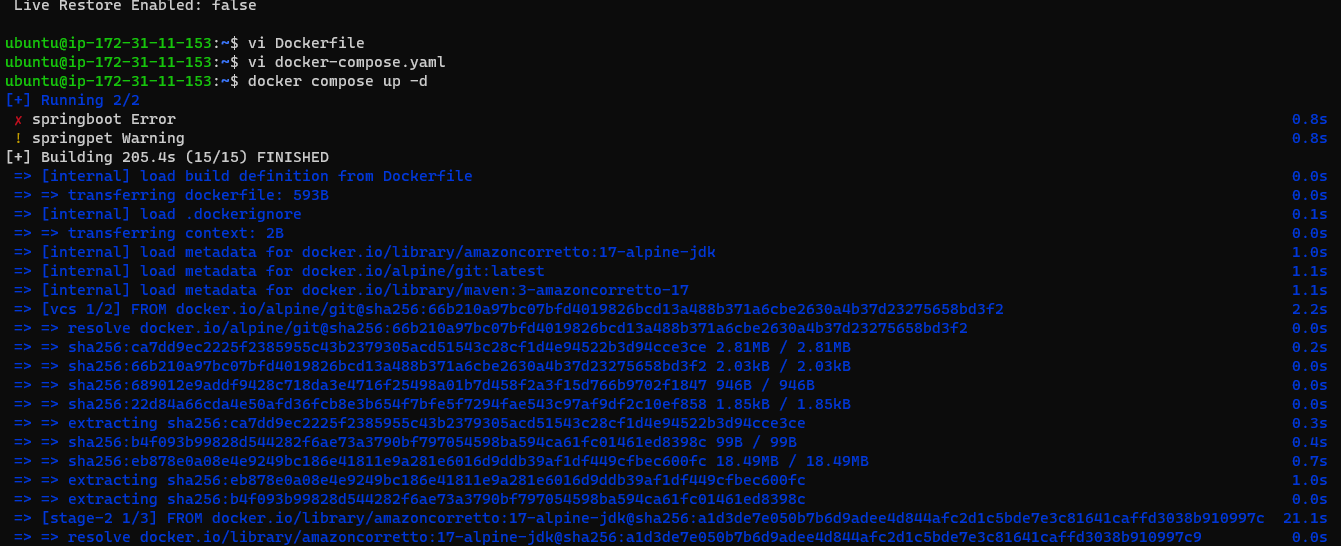 Live Restore Enabled: false
ubuntu@ip-172-31-11-153:~$ vi Dockerfile
ubuntu@ip-172-31-11-153:~$ vi docker-compose.yaml
ubuntu@ip-172-31-11-153:~$ docker compose up -d
[+] Running 2/2
✗ springboot Error 0.8s
! springpet Warning 0.8s
[+] Building 205.4s (15/15) FINISHED
=> [internal] load build definition from Dockerfile 0.0s
=> => transferring dockerfile: 593B 0.0s
=> [internal] load .dockerignore 0.1s
=> => transferring context: 2B 0.0s
=> [internal] load metadata for docker.io/library/amazoncorretto:17-alpine-jdk 1.0s
=> [internal] load metadata for docker.io/alpine/git:latest 1.1s
=> [internal] load metadata for docker.io/library/maven:3-amazoncorretto-17 1.1s
=> [vcs 1/2] FROM docker.io/alpine/git@sha256:66b210a97bc07bfd4019826bcd13a488b371a6cbe2630a4b37d23275658bd3f2 2.2s
=> => resolve docker.io/alpine/git@sha256:66b210a97bc07bfd4019826bcd13a488b371a6cbe2630a4b37d23275658bd3f2 0.0s
=> => sha256:ca7dd9ec2225f2385955c43b2379305acd51543c28cf1d4e94522b3d94cce3ce 2.81MB / 2.81MB 0.2s
=> => sha256:66b210a97bc07bfd4019826bcd13a488b371a6cbe2630a4b37d23275658bd3f2 2.03kB / 2.03kB 0.0s
=> => sha256:689012e9addf9428c718da3e4716f25498a01b7d458f2a3f15d766b9702f1847 946B / 946B 0.0s
=> => sha256:22d84a66cda4e50afd36fcb8e3b654f7bfe5f7294fae543c97af9df2c10ef858 1.85kB / 1.85kB 0.0s
=> => extracting sha256:ca7dd9ec2225f2385955c43b2379305acd51543c28cf1d4e94522b3d94cce3ce 0.3s
=> => sha256:b4f093b99828d544282f6ae73a3790bf797054598ba594ca61fc01461ed8398c 99B / 99B 0.4s
=> => sha256:eb878e0a08e4e9249bc186e41811e9a281e6016d9ddb39af1df449cfbec600fc 18.49MB / 18.49MB 0.7s
=> => extracting sha256:eb878e0a08e4e9249bc186e41811e9a281e6016d9ddb39af1df449cfbec600fc 1.0s
=> => extracting sha256:b4f093b99828d544282f6ae73a3790bf797054598ba594ca61fc01461ed8398c 0.0s
=> [stage-2 1/3] FROM docker.io/library/amazoncorretto:17-alpine-jdk@sha256:a1d3de7e050b7b6d9adee4d844afc2d1c5bde7e3c81641caffd3038b910997c 21.1s
=> => resolve docker.io/library/amazoncorretto:17-alpine-jdk@sha256:a1d3de7e050b7b6d9adee4d844afc2d1c5bde7e3c81641caffd3038b910997c9 0.0s